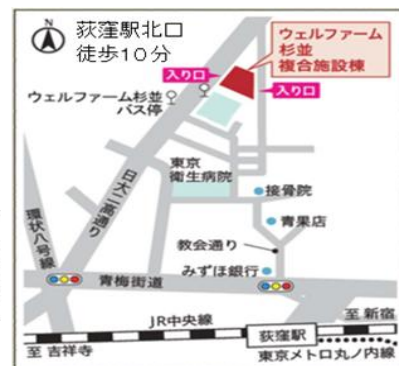 N
荻窪駅北口
徒歩10分
ウェルファーム
杉並
複合施設棟
入り口
入り口
ウェルファーム杉並
バス停
東京
衛生病院
接骨院
日大二高通り
青果店
環状八号線
教会通り
みずほ銀行
青梅街道
JR中央線
至 新宿
荻窪駅
至 吉祥寺
東京メトロ丸ノ内線